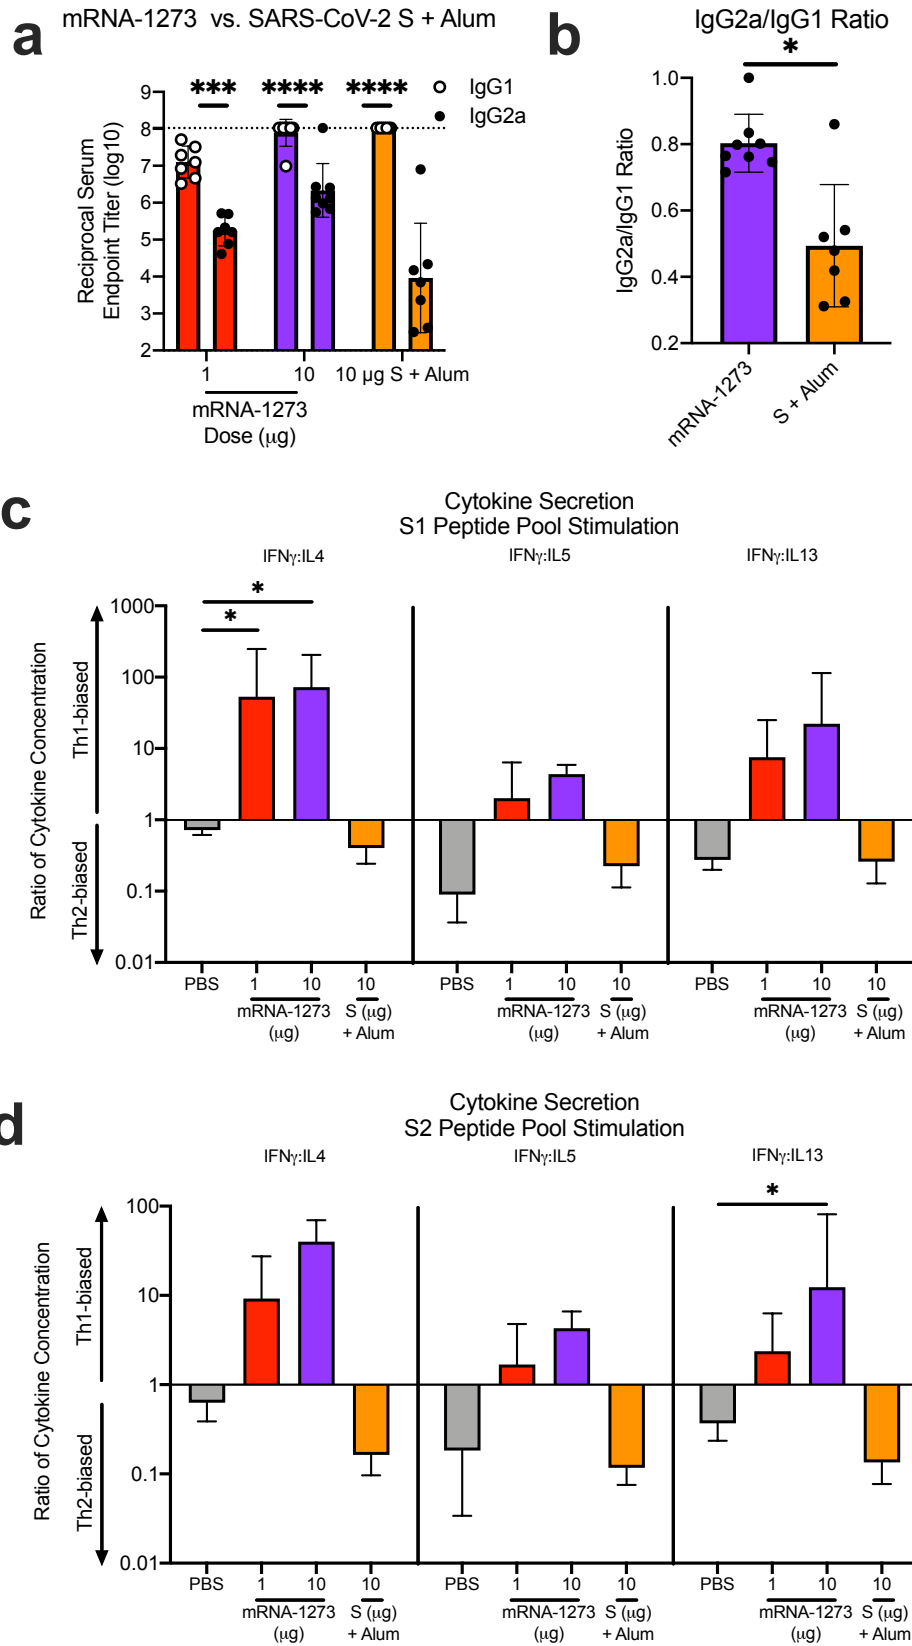 a
mRNA-1273 vs. SARS-CoV-2 S + Alum
*** **** ****
IgG1
IgG2a
Reciprocal Serum
Endpoint Titer (log10)
9
8
7
6
5
4
3
2
1 10 10 µg S + Alum
mRNA-1273
Dose (µg)
b
IgG2a/IgG1 Ratio
*
IgG2a/IgG1 Ratio
1.0
0.8
0.6
0.4
0.2
mRNA-1273
S + Alum
c
Cytokine Secretion
S1 Peptide Pool Stimulation
IFNγ:IL4 IFNγ:IL5 IFNγ:IL13
Ratio of Cytokine Concentration
Th1-biased
Th2-biased
1000
100
10
1
0.1
0.01
*
*
PBS 1 10 10 PBS 1 10 10 PBS 1 10 10
mRNA-1273 S (µg) mRNA-1273 S (µg) mRNA-1273 S (µg)
(µg) + Alum (µg) + Alum (µg) + Alum
d
Cytokine Secretion
S2 Peptide Pool Stimulation
IFNγ:IL4 IFNγ:IL5 IFNγ:IL13
Ratio of Cytokine Concentration
Th1-biased
Th2-biased
100
10
1
0.1
0.01
*
PBS 1 10 10 PBS 1 10 10 PBS 1 10 10
mRNA-1273 S (µg) mRNA-1273 S (µg) mRNA-1273 S (µg)
(µg) + Alum (µg) + Alum (µg) + Alum